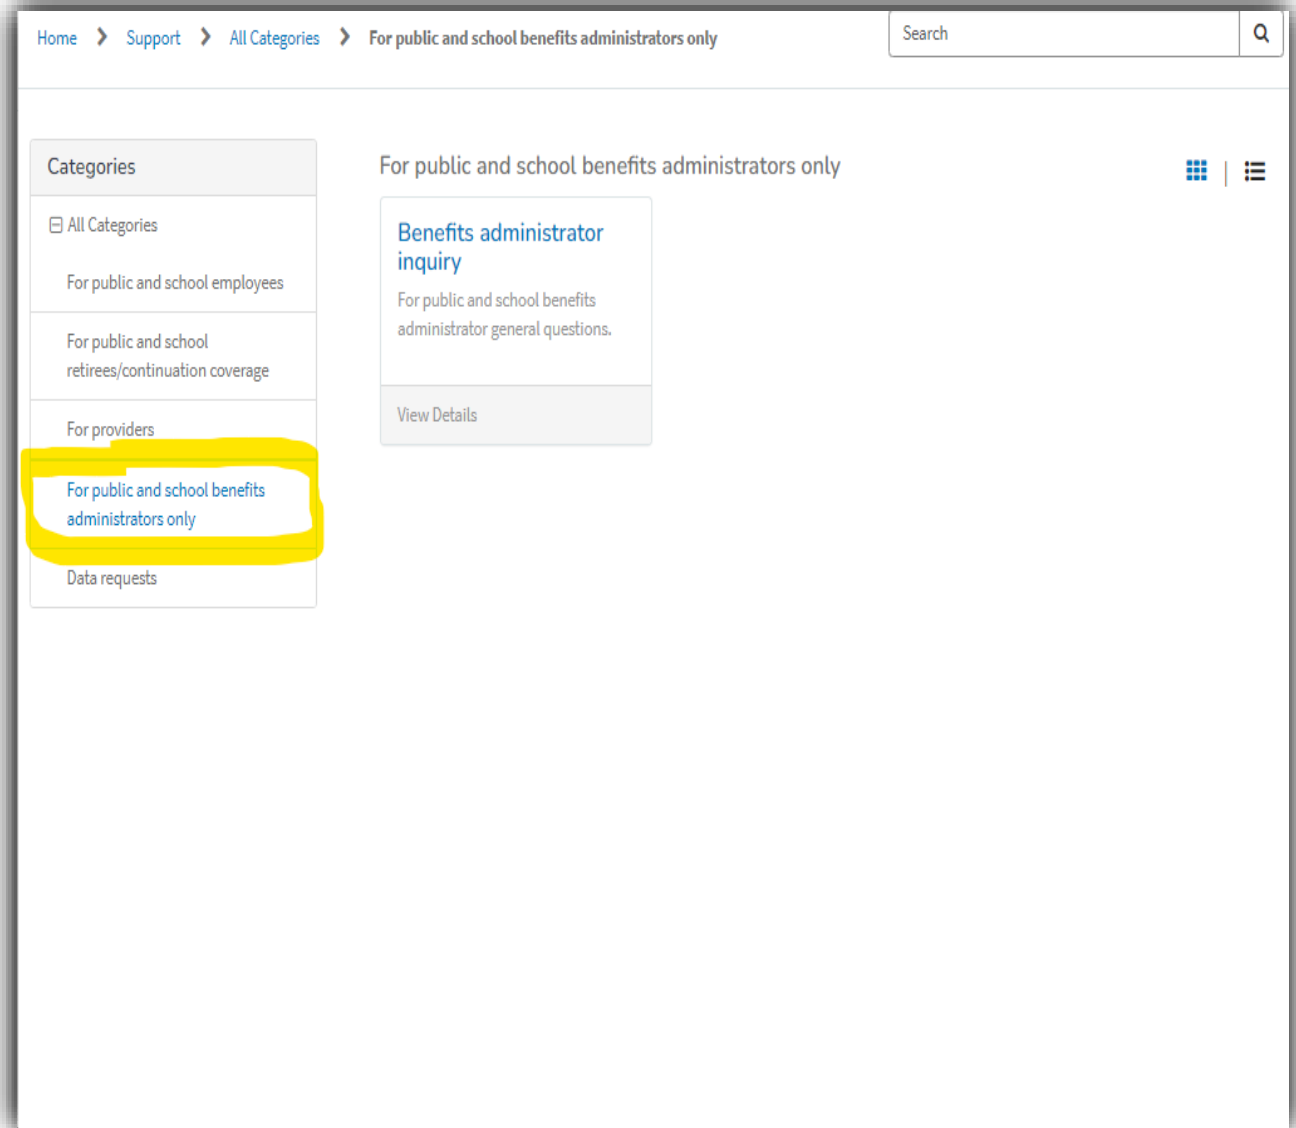 Home > Support > All Categories > For public and school benefits administrators only
Search
Categories
All Categories
For public and school employees
For public and school
retirees/continuation coverage
For providers
For public and school benefits
administrators only
Data requests
For public and school benefits administrators only
Benefits administrator
inquiry
For public and school benefits
administrator general questions.
View Details